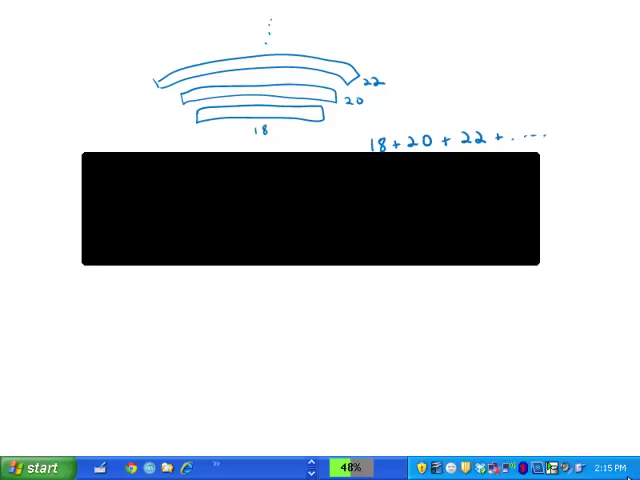 22
20
18
18 + 20 + 22 + . ....
start
48%
2:15 PM